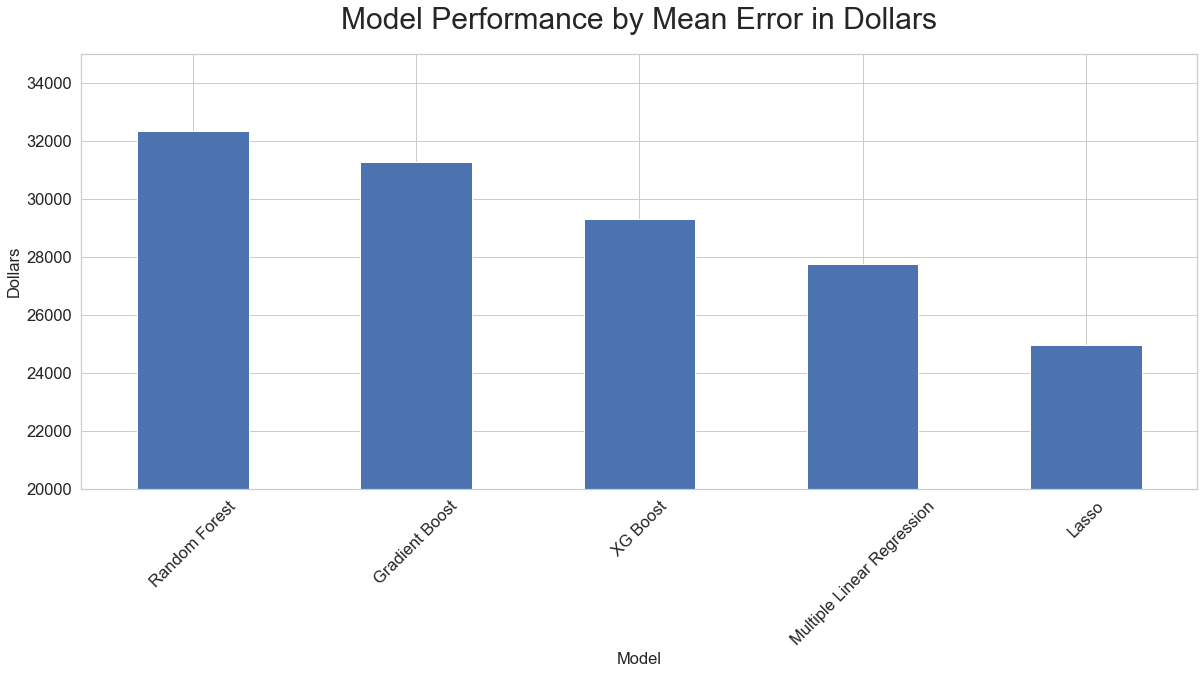 Model Performance by Mean Error in Dollars
34000
32000
30000
28000
26000
24000
22000
20000
Dollars
Random Forest
Gradient Boost
XG Boost
Multiple Linear Regression
Lasso
Model